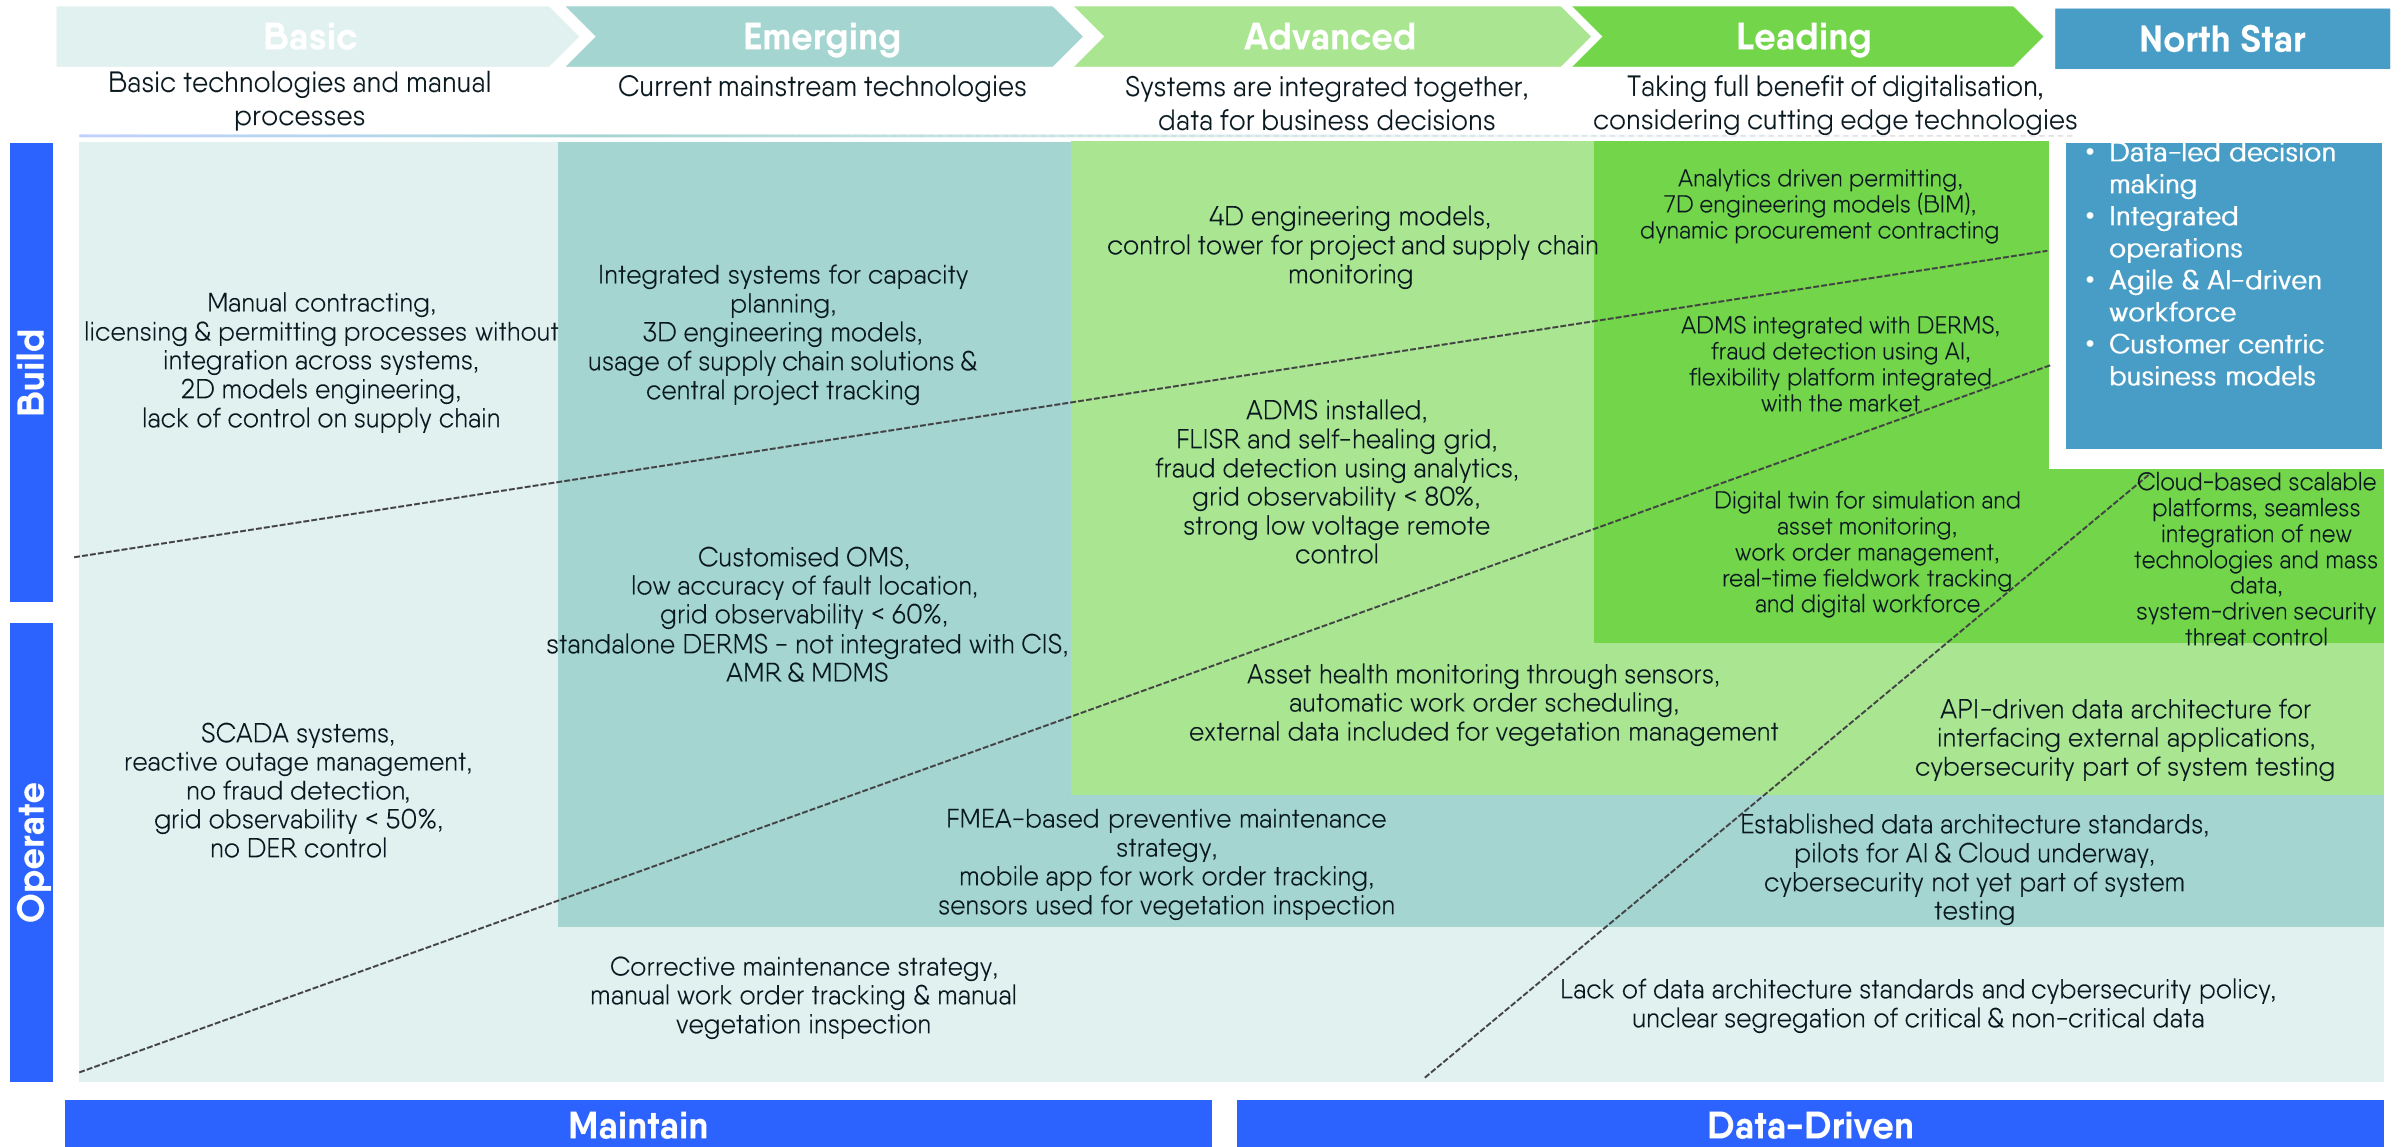 Basic
Emerging
Advanced
Leading
North Star
Basic technologies and manual
processes
Current mainstream technologies
Systems are integrated together,
data for business decisions
Taking full benefit of digitalisation,
considering cutting edge technologies
Build
Manual contracting,
licensing & permitting processes without
integration across systems,
2D models engineering,
lack of control on supply chain
Integrated systems for capacity
planning,
3D engineering models,
usage of supply chain solutions &
central project tracking
4D engineering models,
control tower for project and supply chain
monitoring
Analytics driven permitting,
7D engineering models (BIM),
dynamic procurement contracting
• Data-led decision
making
• Integrated
operations
• Agile & AI-driven
workforce
• Customer centric
business models
Operate
SCADA systems,
reactive outage management,
no fraud detection,
grid observability < 50%,
no DER control
Customised OMS,
low accuracy of fault location,
grid observability < 60%,
standalone DERMS - not integrated with CIS,
AMR & MDMS
ADMS installed,
FLISR and self-healing grid,
fraud detection using analytics,
grid observability < 80%,
strong low voltage remote
control
ADMS integrated with DERMS,
fraud detection using AI,
flexibility platform integrated
with the market
Corrective maintenance strategy,
manual work order tracking & manual
vegetation inspection
FMEA-based preventive maintenance
strategy,
mobile app for work order tracking,
sensors used for vegetation inspection
Asset health monitoring through sensors,
automatic work order scheduling,
external data included for vegetation management
Digital twin for simulation and
asset monitoring,
work order management,
real-time fieldwork tracking
and digital workforce
Lack of data architecture standards and cybersecurity policy,
unclear segregation of critical & non-critical data
Established data architecture standards,
pilots for AI & Cloud underway,
cybersecurity not yet part of system
testing
API-driven data architecture for
interfacing external applications,
cybersecurity part of system testing
Cloud-based scalable
platforms, seamless
integration of new
technologies and mass
data,
system-driven security
threat control
Maintain
Data-Driven